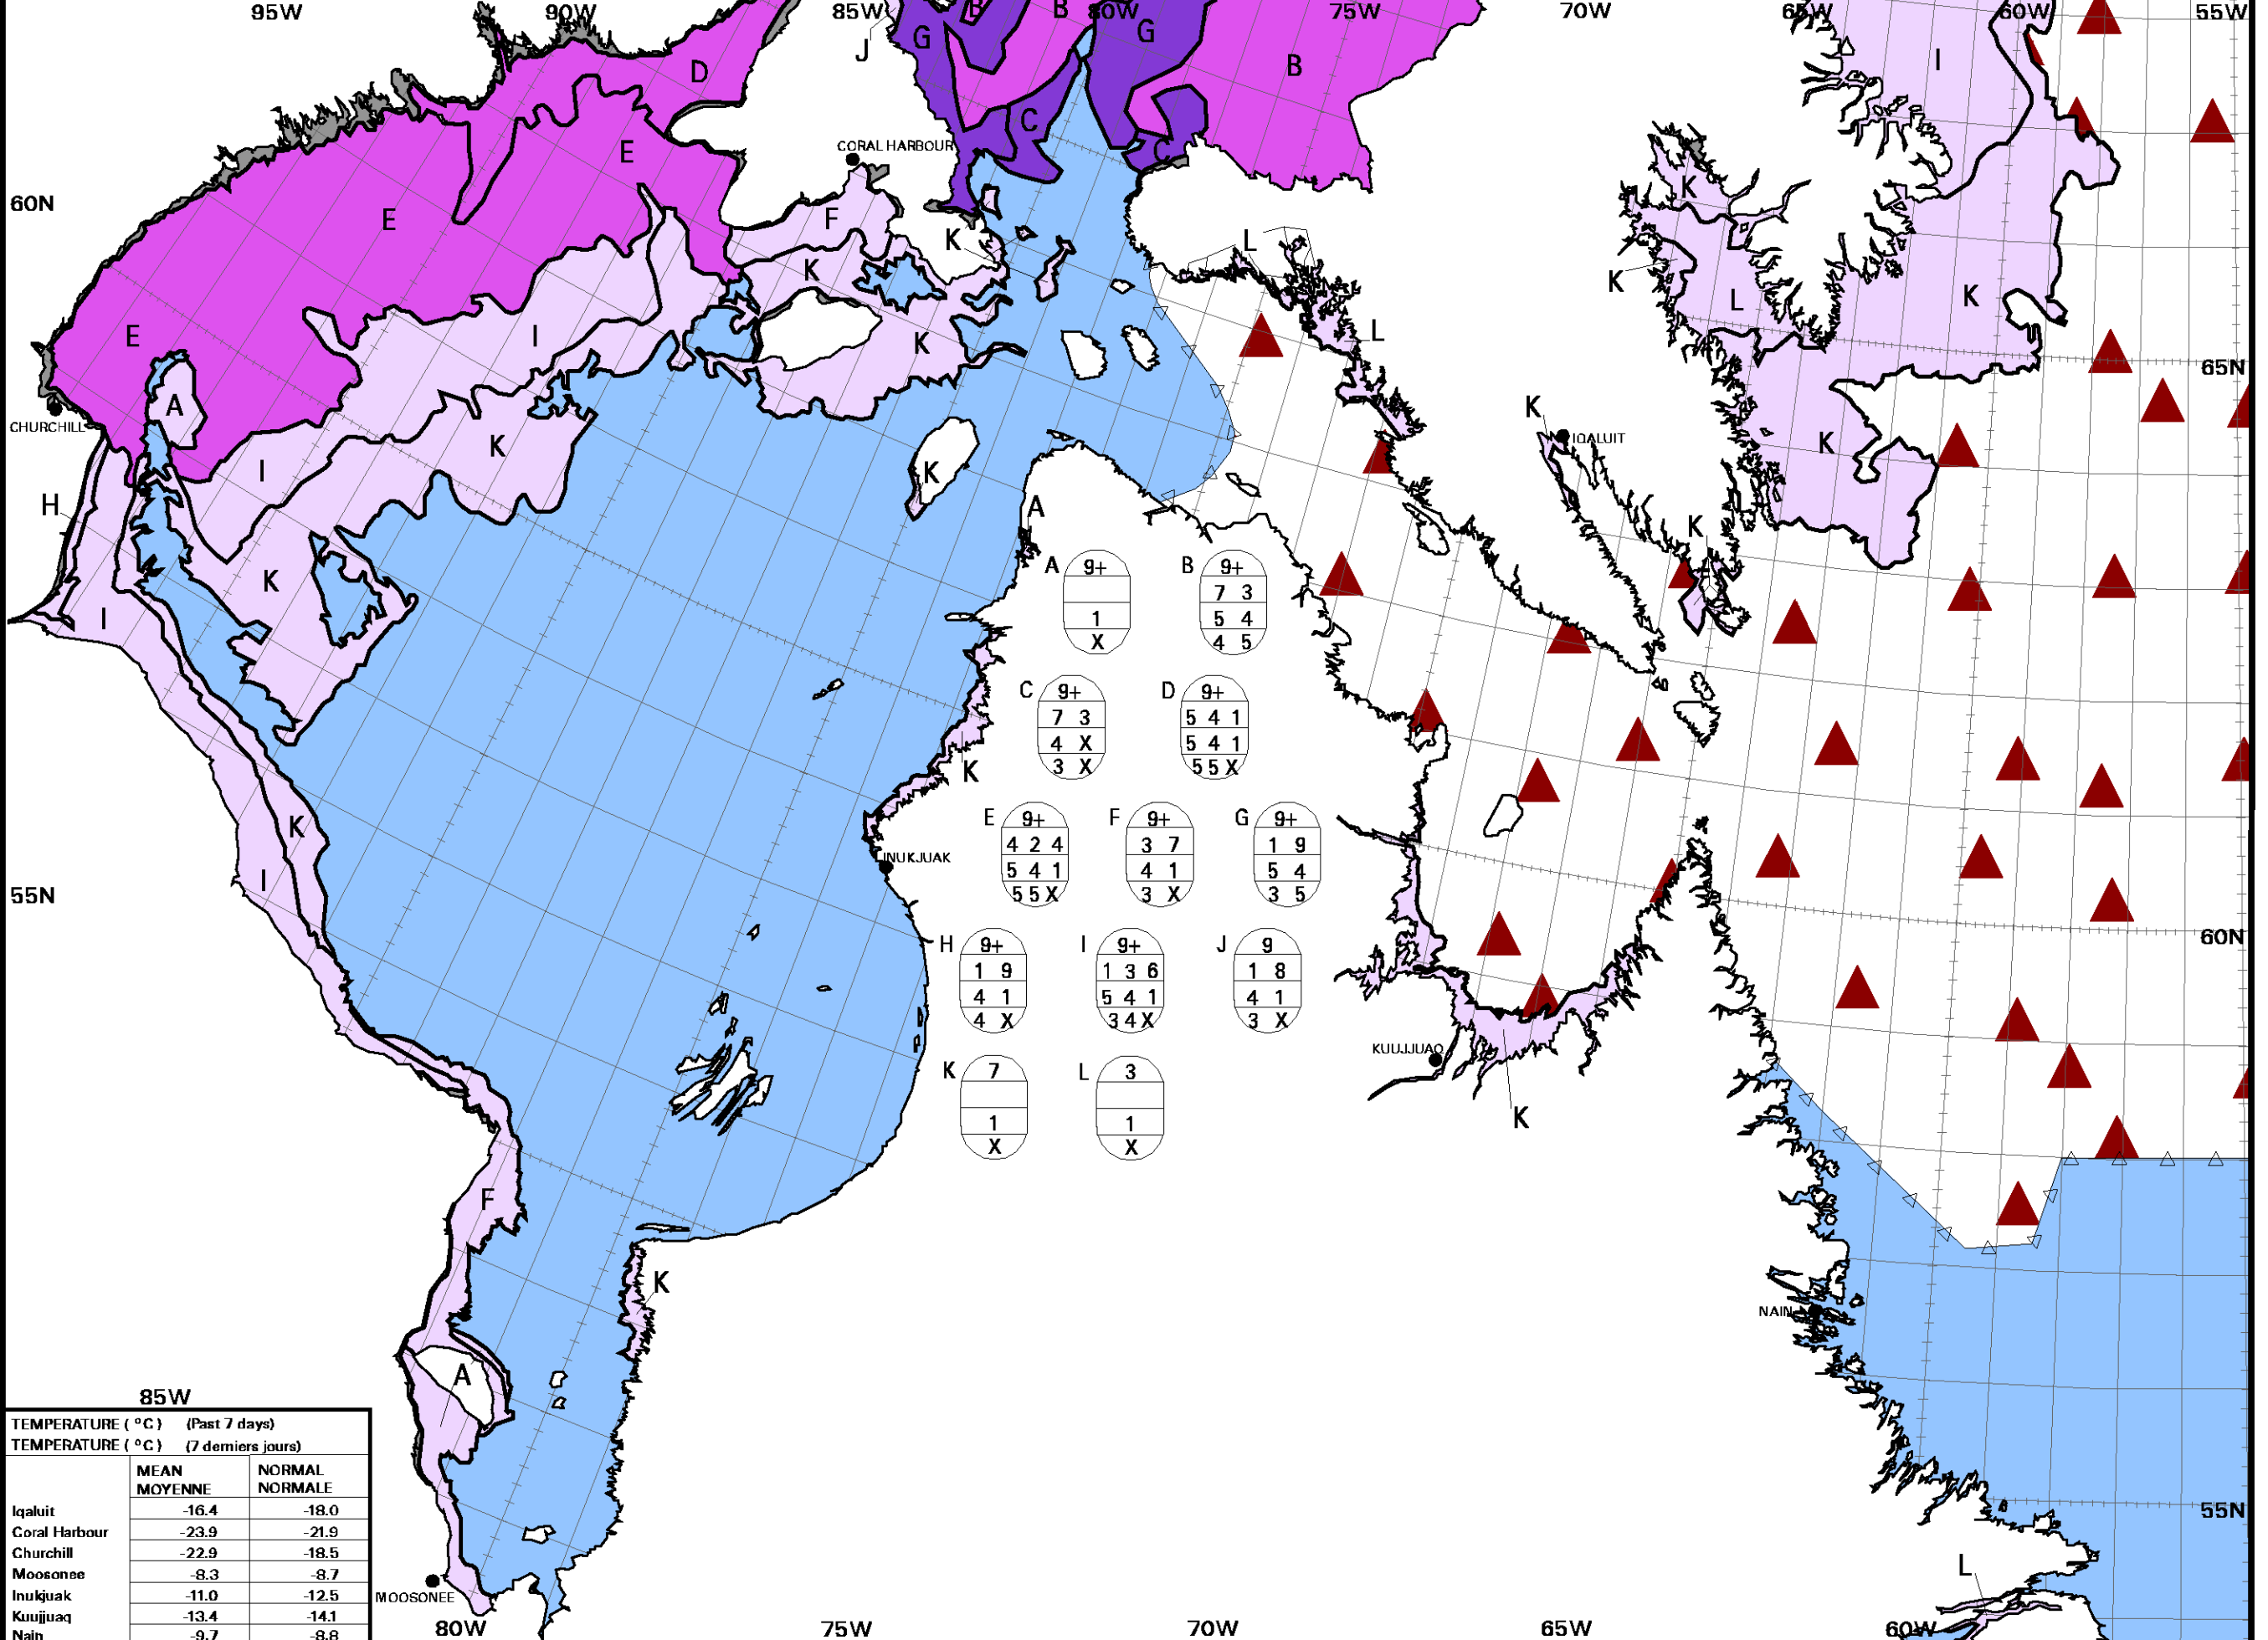 95W 90W 85W 80W 75W 70W 65W 60W 55W
J G B B G B I
D
C
E CORAL HARBOUR C
60N E F K K
L
K K L K
E I K L 65N
A K K
CHURCHILL I K K IQALUIT K
H A K
K
I
A 9+ B 9+
7 3
1 5 4
X 4 5
C 9+ D 9+
7 3 5 4 1
4 X 5 4 1
3 X 5 5 X
K
K
E 9+ F 9+ G 9+
4 2 4 3 7 1 9
INUKJUAK
5 4 1 4 1 5 4
5 5 X 3 X 3 5
55N I
H 9+ I 9+ J 9
60N
1 9 1 3 6 1 8
4 1 5 4 1 4 1
4 X 3 4 X 3 X
KUUJJUAQ
K 7 L 3
1 1
X X
K
F
K
NAIN
A
85W
TEMPERATURE ( °C ) (Past 7 days)
TEMPERATURE ( °C ) (7 derniers jours)
MEAN NORMAL
MOYENNE NORMALE
Iqaluit -16.4 -18.0
55N
Coral Harbour -23.9 -21.9
Churchill -22.9 -18.5
Moosonee -8.3 -8.7
L
Inukjuak -11.0 -12.5
MOOSONEE
Kuujjuaq -13.4 -14.1
Nain -9.7 -8.8
80W 75W 70W 65W 60W